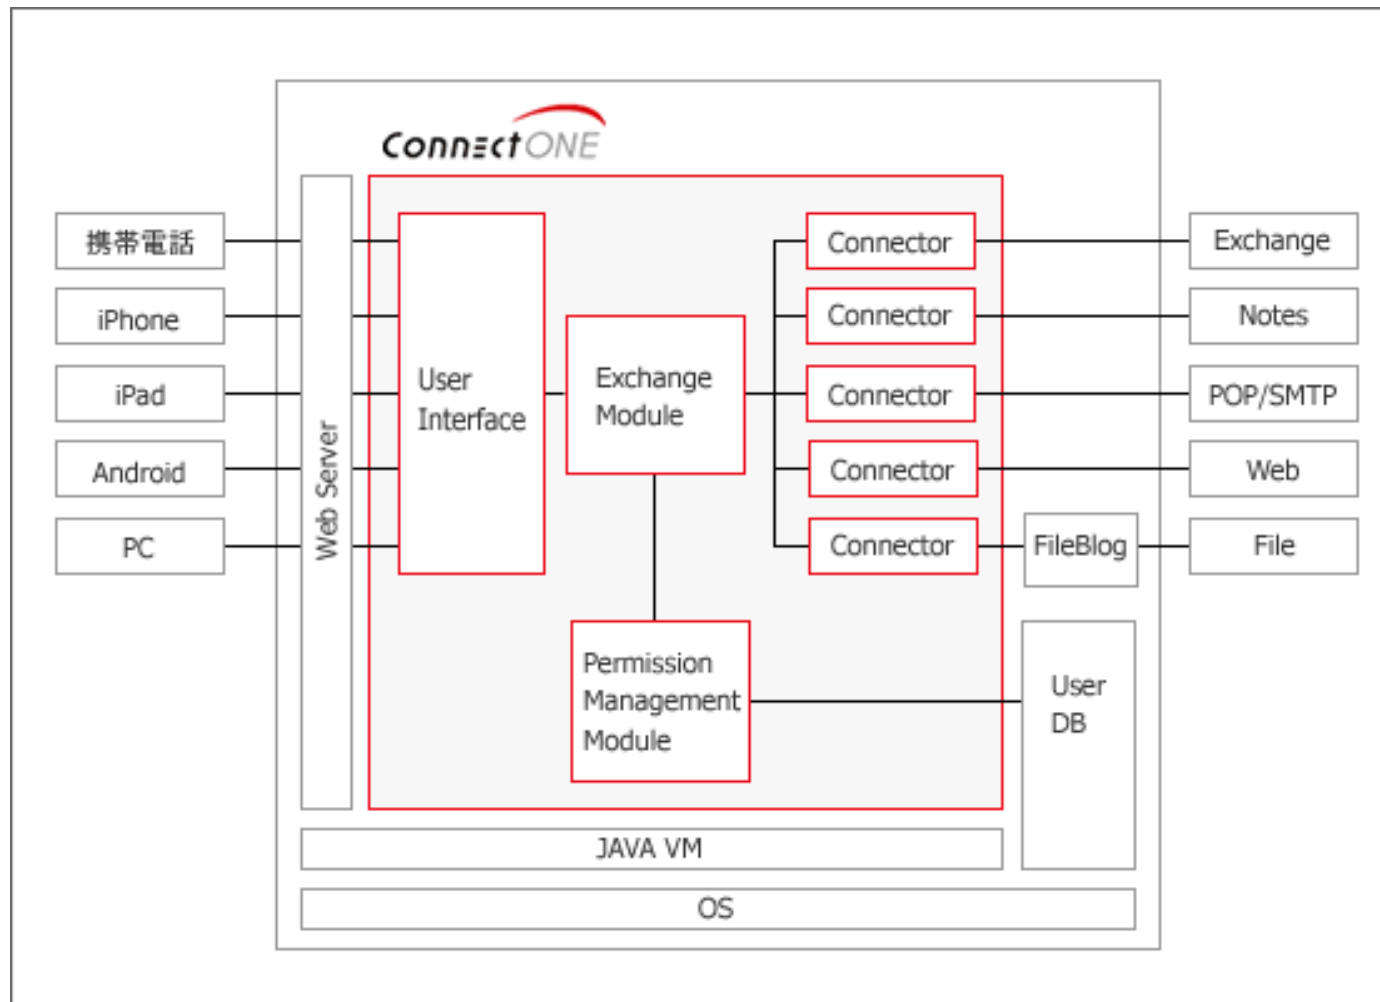 ConnectONE
携帯電話
iPhone
iPad
Android
PC
Web Server
User
Interface
Exchange
Module
Permission
Management
Module
Connector
Connector
Connector
Connector
Connector
FileBlog
User
DB
Exchange
Notes
POP/SMTP
Web
File
JAVA VM
OS